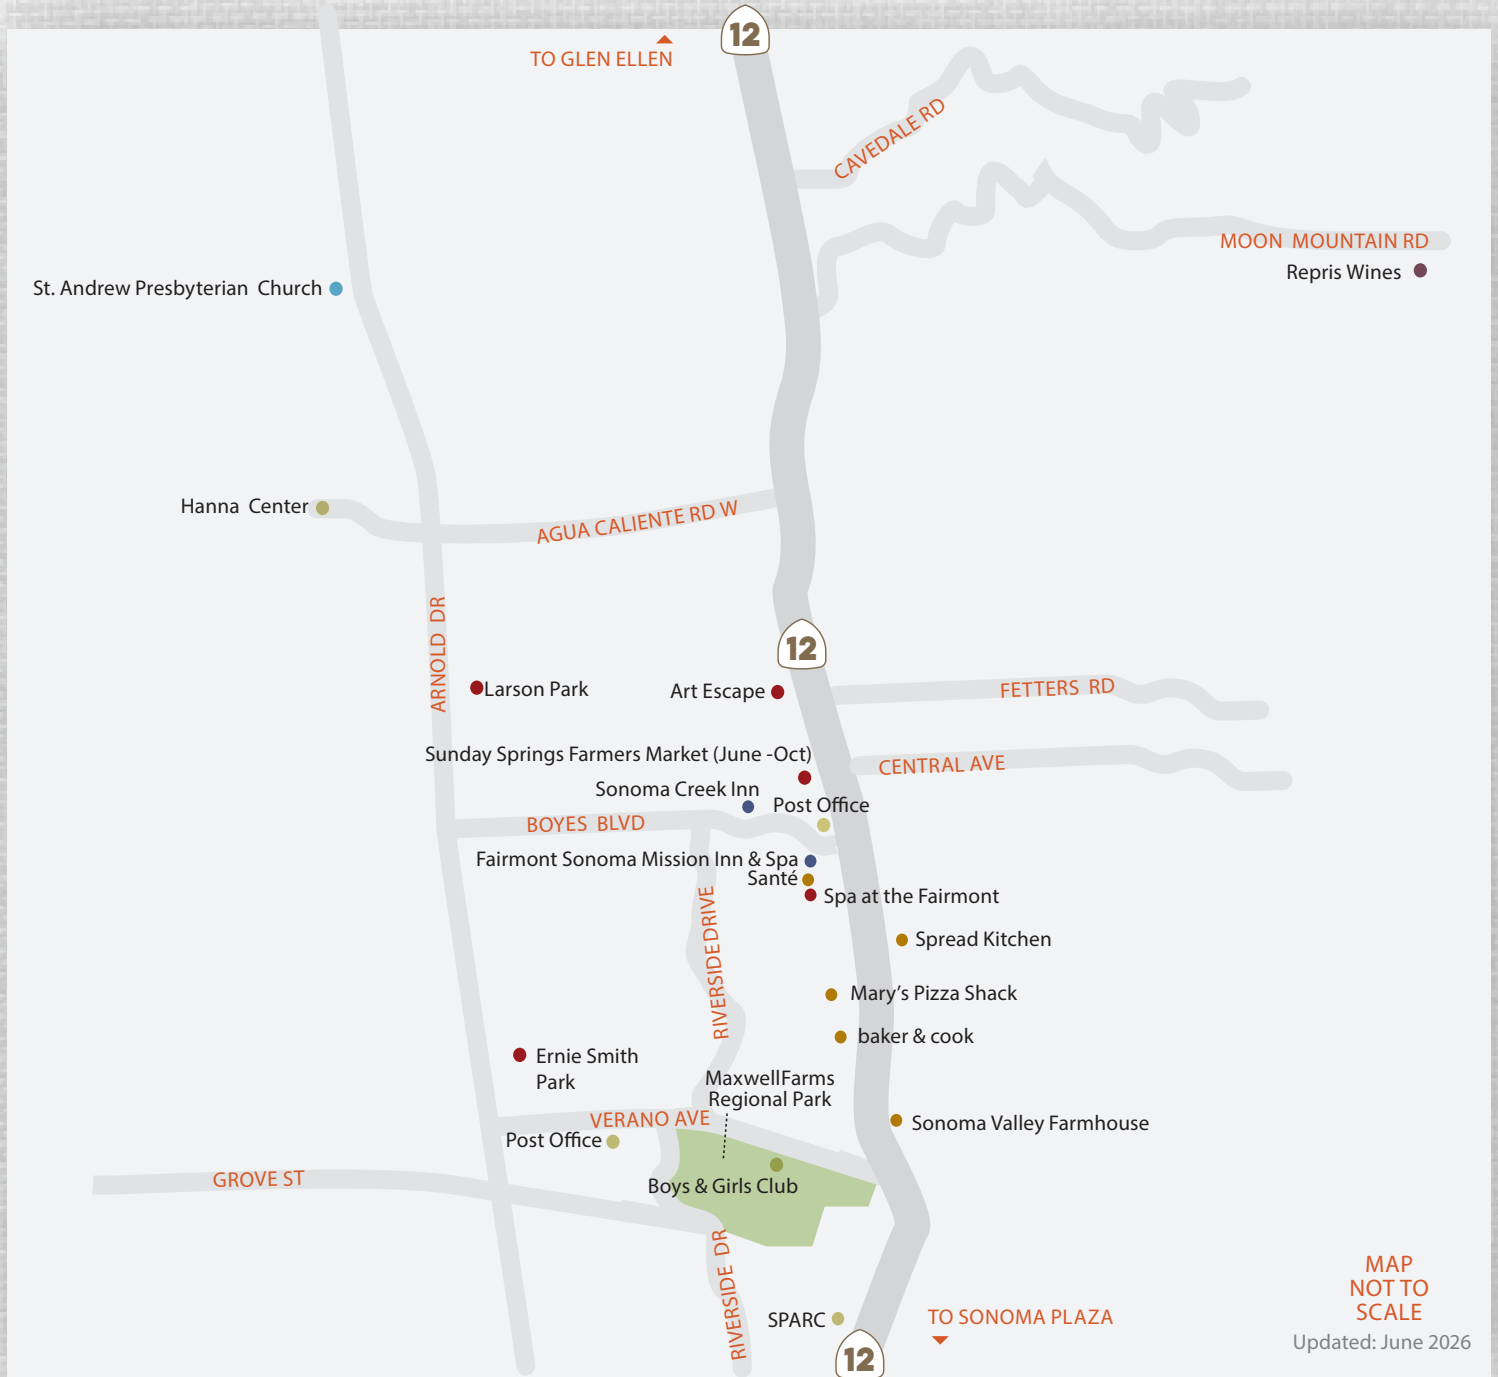 12
TO GLEN ELLEN
CAVEDALE RD
MOON MOUNTAIN RD
Repris Wines
St. Andrew Presbyterian Church
Hanna Center
AGUA CALIENTE RD W
ARNOLD DR
12
Larson Park
Art Escape
FETTERS RD
Sunday Springs Farmers Market (June -Oct)
CENTRAL AVE
Sonoma Creek Inn
Post Office
BOYES BLVD
Fairmont Sonoma Mission Inn & Spa
Santé
Spa at the Fairmont
RIVERSIDE DRIVE
Spread Kitchen
Mary’s Pizza Shack
baker & cook
Ernie Smith
Park
MaxwellFarms
Regional Park
VERANO AVE
Sonoma Valley Farmhouse
Post Office
GROVE ST
Boys & Girls Club
RIVERSIDE DR
SPARC
TO SONOMA PLAZA
12
MAP
NOT TO
SCALE
Updated: June 2026